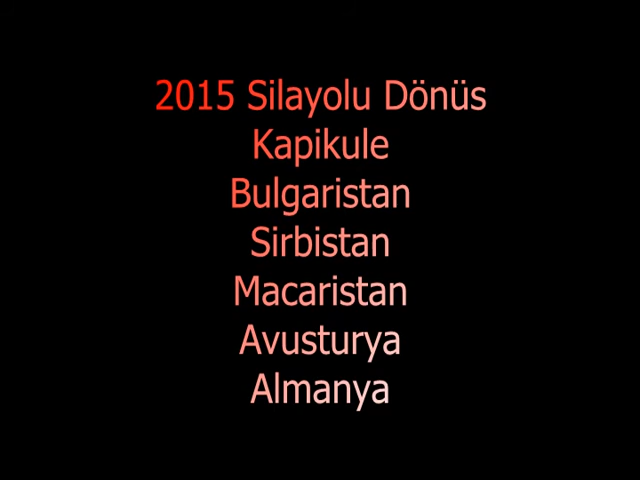 2015 Silayolu Dönüs
Kapikule
Bulgaristan
Sirbistan
Macaristan
Avusturya
Almanya